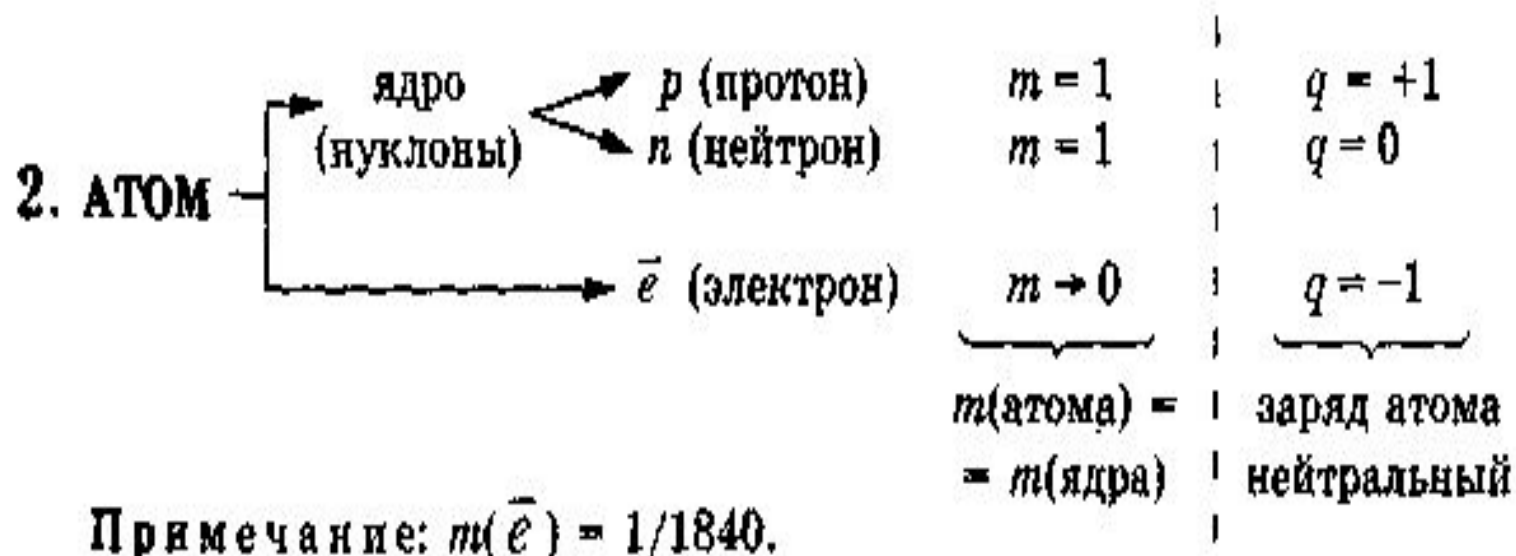 ядро p (протон) m = 1 q = +1
(нуклоны) n (нейтрон) m = 1 q = 0
2. АТОМ
e̅ (электрон) m → 0 q = −1
m(атома) = заряд атома
= m(ядра) нейтральный
Примечание: m(e̅) = 1/1840.